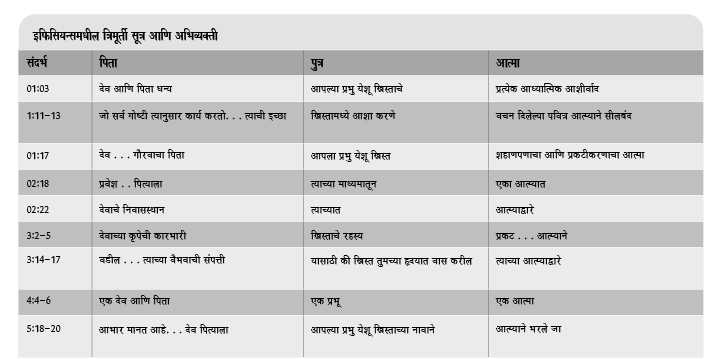 इफिसियन्समधील त्रिमूर्ती सूत्र आणि अभिव्यक्ती
संदर्भ पिता पुत्र आत्मा
01:03 देव आणि पिता धन्य आपल्या प्रभु येशू ख्रिस्ताचे प्रत्येक आध्यात्मिक आशीर्वाद
1:11–13 जो सर्व गोष्टी त्यानुसार कार्य करतो. . . त्याची इच्छा ख्रिस्तामध्ये आशा करणे वचन दिलेल्या पवित्र आत्म्याने सीलबंद
01:17 देव . . . गौरवाचा पिता आपला प्रभु येशू ख्रिस्त शहाणपणाचा आणि प्रकटीकरणाचा आत्मा
02:18 प्रवेश . . पित्याला त्याच्या माध्यमातून एका आत्म्यात
02:22 देवाचे निवासस्थान त्याच्यात आत्म्याद्वारे
3:2–5 देवाच्या कृपेची कारभारी ख्रिस्ताचे रहस्य प्रकट . . . आत्म्याने
3:14–17 वडील . . . त्याच्या वैभवाची संपत्ती यासाठी की ख्रिस्त तुमच्या हृदयात वास करील त्याच्या आत्म्याद्वारे
4:4–6 एक देव आणि पिता एक प्रभू एक आत्मा
5:18–20 आभार मानत आहे. . . देव पित्याला आपल्या प्रभु येशू ख्रिस्ताच्या नावाने आत्म्याने भरले जा